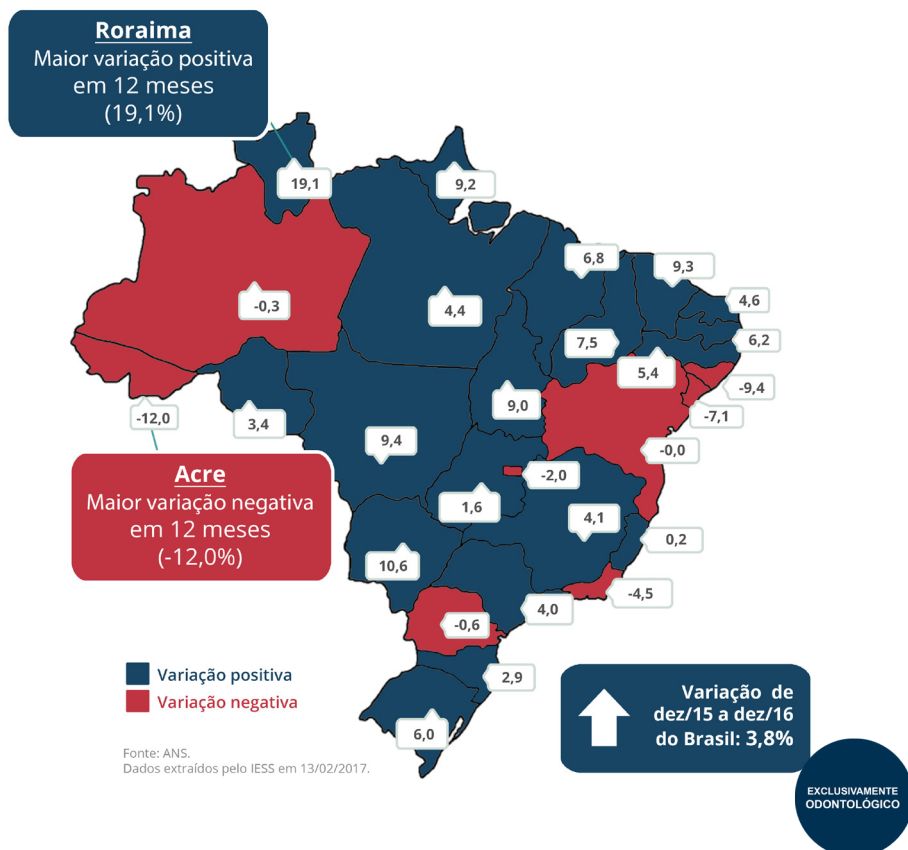 Roraima
Maior variação positiva
em 12 meses
(19,1%)
19,1
9,2
6,8
9,3
-0,3
4,4
4,6
7,5
6,2
5,4
-9,4
-12,0
3,4
9,0
-7,1
9,4
-0,0
Acre
Maior variação negativa
em 12 meses
(-12,0%)
-2,0
1,6
4,1
0,2
10,6
-4,5
4,0
-0,6
2,9
6,0
Variação positiva
Variação negativa
Variação de
dez/15 a dez/16
do Brasil: 3,8%
Fonte: ANS.
Dados extraídos pelo IESS em 13/02/2017.
EXCLUSIVAMENTE
ODONTOLÓGICO